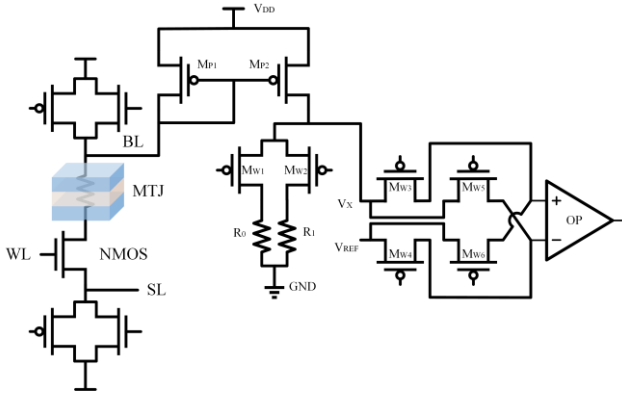 VDD
MP1
MP2
BL
MW1
MW2
MTJ
MW3
MW5
VX
OP
+
−
R0
R1
WL
NMOS
VREF
MW4
MW6
SL
GND